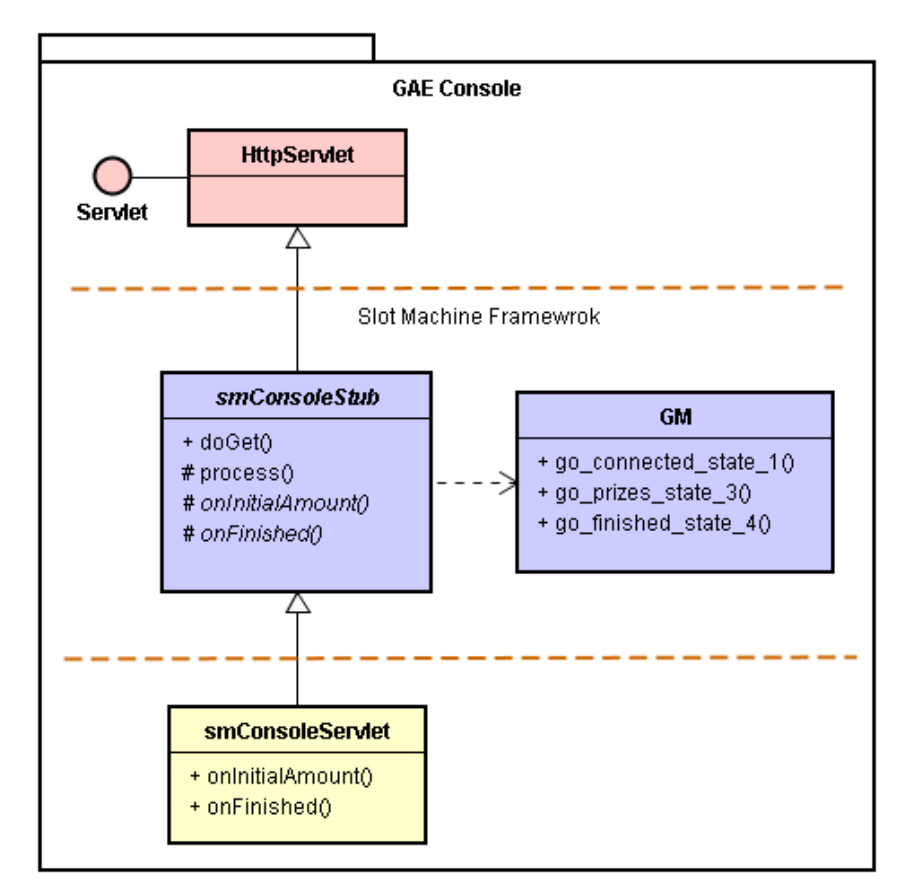 GAE Console
HttpServlet
Servlet
Slot Machine Framewrok
smConsoleStub
+ doGet()
# process()
# onInitialAmount()
# onFinished()
GM
+ go_connected_state_1()
+ go_prizes_state_3()
+ go_finished_state_4()
smConsoleServlet
+ onInitialAmount()
+ onFinished()